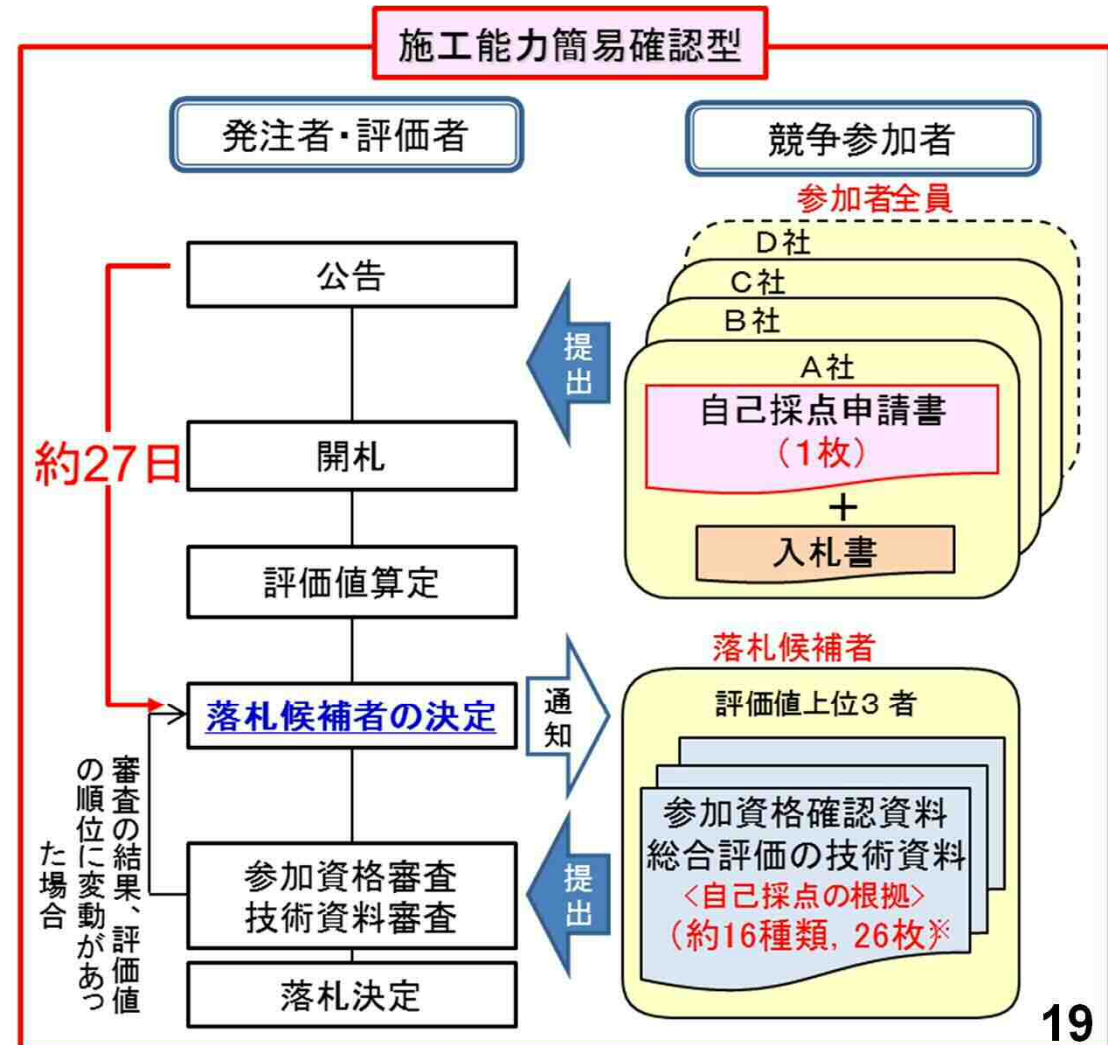 施工能力簡易確認型
発注者・評価者
競争参加者
参加者全員
D社
C社
B社
A社
自己採点申請書
（1枚）
＋
入札書
提出
公告
約27日
開札
評価値算定
落札候補者の決定
通知
落札候補者
評価値上位3 者
参加資格確認資料
総合評価の技術資料
<自己採点の根拠>
（約16種類，26枚）※
提出
審査の結果、評価値
の順位に変動があっ
た場合
参加資格審査
技術資料審査
落札決定
19